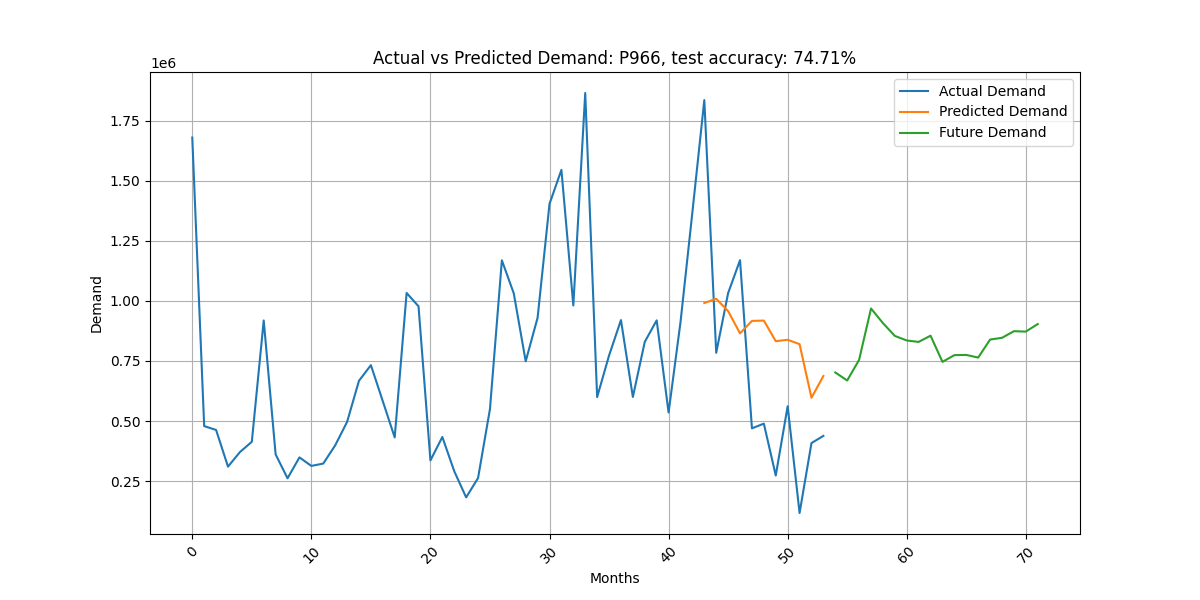 Actual vs Predicted Demand: P966, test accuracy: 74.71%
1e6
Actual Demand
Predicted Demand
Future Demand
1.75
1.50
1.25
1.00
0.75
0.50
0.25
Demand
0
10
20
30
40
50
60
70
Months